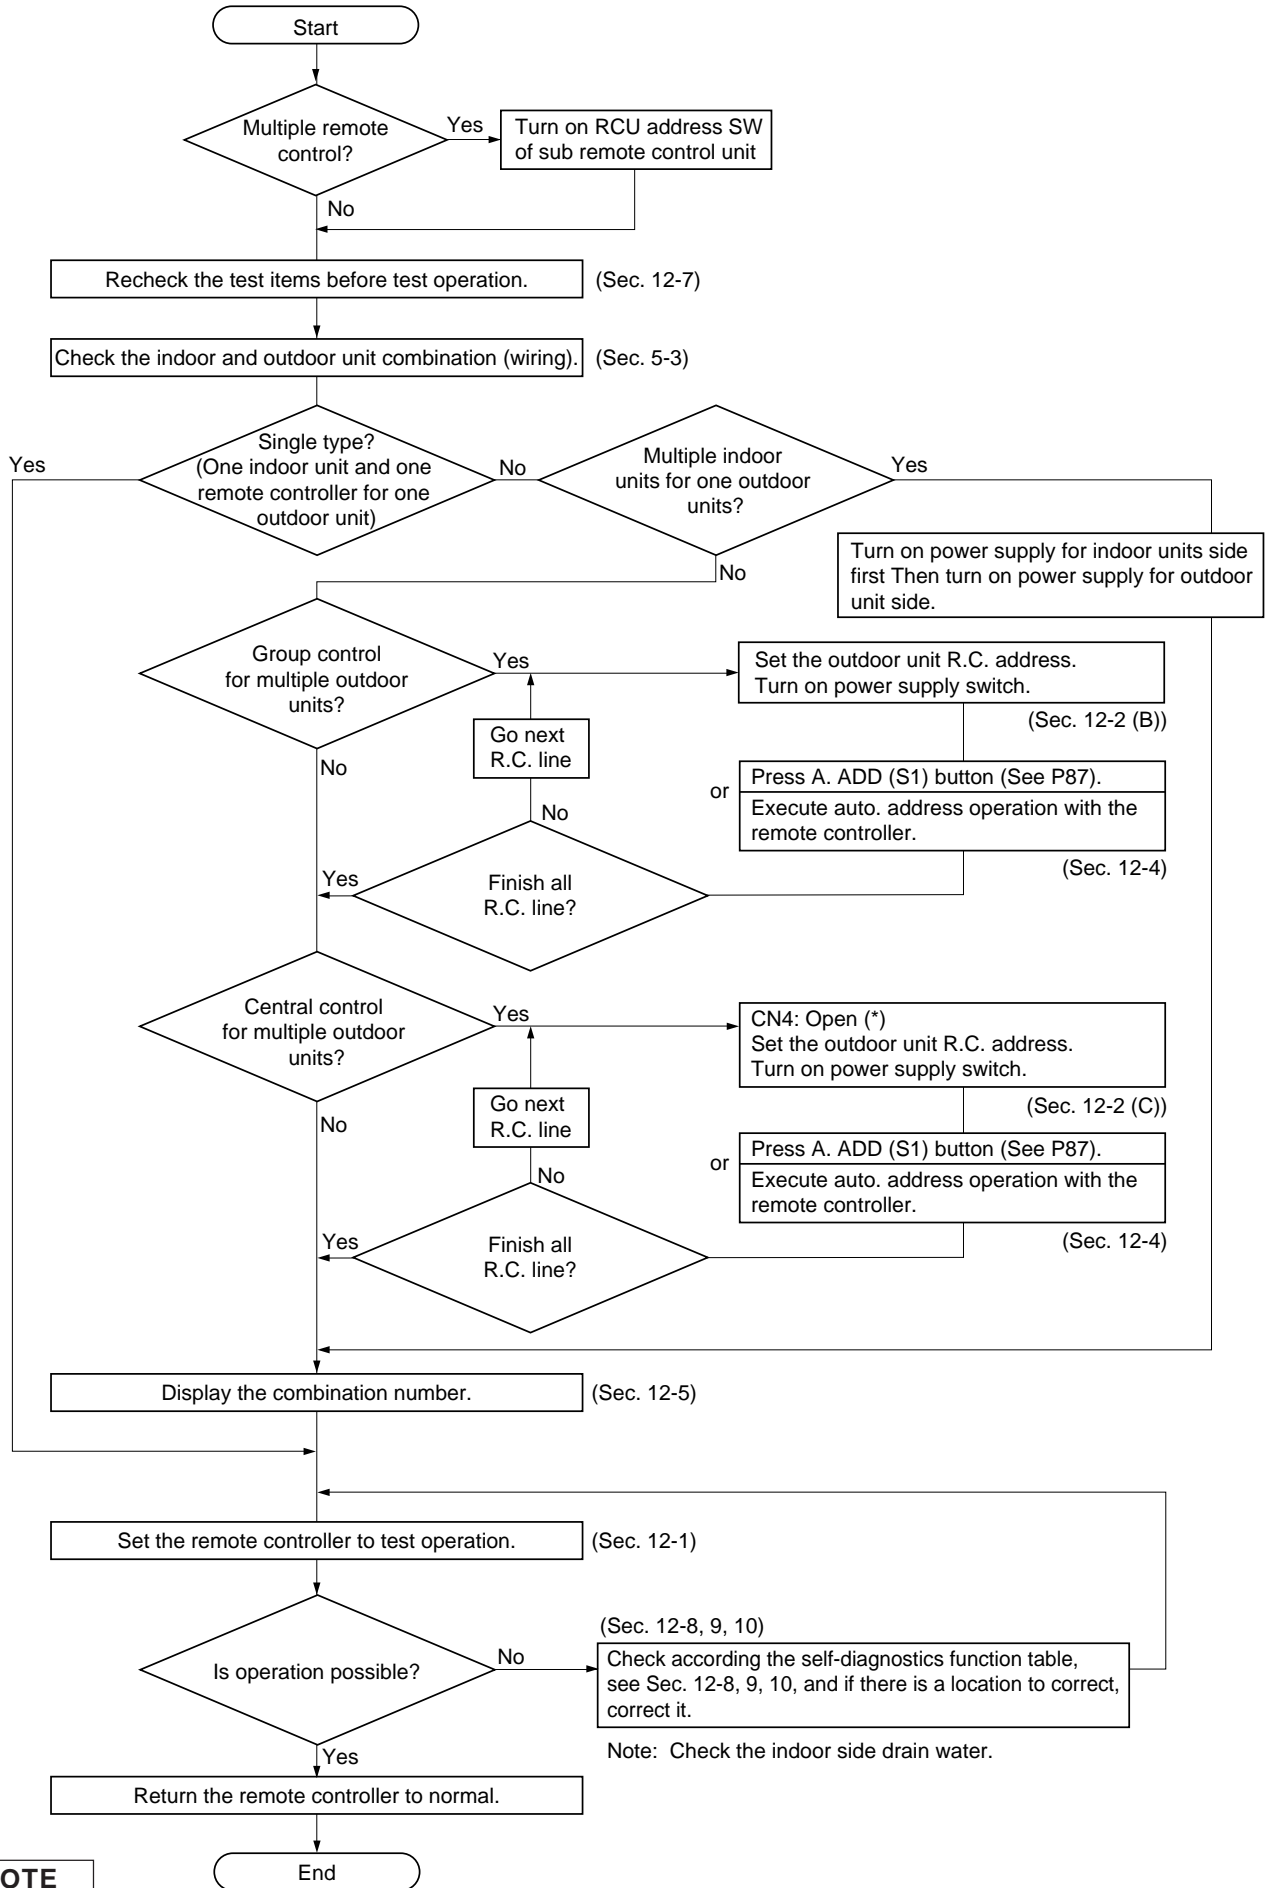 Start
Multiple remote
control?
Yes
Turn on RCU address SW
of sub remote control unit
No
Recheck the test items before test operation.
(Sec. 12-7)
Check the indoor and outdoor unit combination (wiring).
(Sec. 5-3)
Yes
Single type?
(One indoor unit and one
remote controller for one
outdoor unit)
No
Multiple indoor
units for one outdoor
units?
Yes
Turn on power supply for indoor units side
first Then turn on power supply for outdoor
unit side.
No
Group control
for multiple outdoor
units?
Yes
Set the outdoor unit R.C. address.
Turn on power supply switch.
(Sec. 12-2 (B))
Go next
R.C. line
No
or
Press A. ADD (S1) button (See P87).
Execute auto. address operation with the
remote controller.
(Sec. 12-4)
No
Yes
Finish all
R.C. line?
Central control
for multiple outdoor
units?
Yes
CN4: Open (*)
Set the outdoor unit R.C. address.
Turn on power supply switch.
(Sec. 12-2 (C))
Go next
R.C. line
No
or
Press A. ADD (S1) button (See P87).
Execute auto. address operation with the
remote controller.
(Sec. 12-4)
No
Yes
Finish all
R.C. line?
Display the combination number.
(Sec. 12-5)
Set the remote controller to test operation.
(Sec. 12-1)
Is operation possible?
No
(Sec. 12-8, 9, 10)
Check according the self-diagnostics function table,
see Sec. 12-8, 9, 10, and if there is a location to correct,
correct it.
Note: Check the indoor side drain water.
Yes
Return the remote controller to normal.
End
OTE